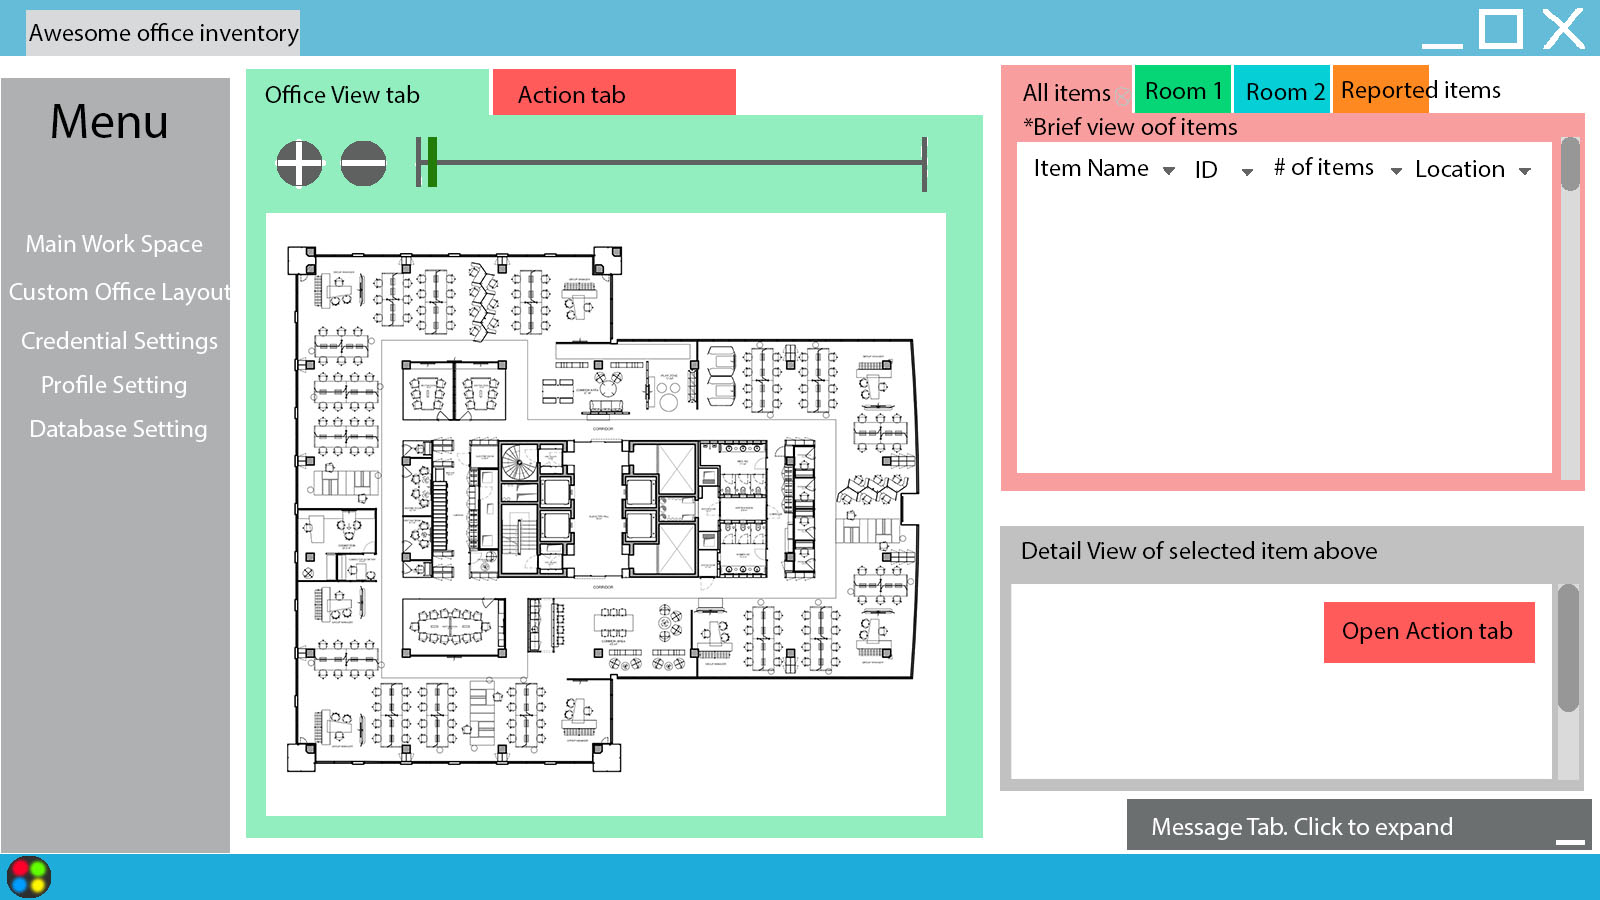 Awesome office inventory
Menu
Main Work Space
Custom Office Layout
Credential Settings
Profile Setting
Database Setting
Office View tab
Action tab
All items
Room 1
Room 2
Reported items
*Brief view oof items
Item Name
ID
# of items
Location
CORRIDOR
CORRIDOR
Detail View of selected item above
Open Action tab
Message Tab. Click to expand